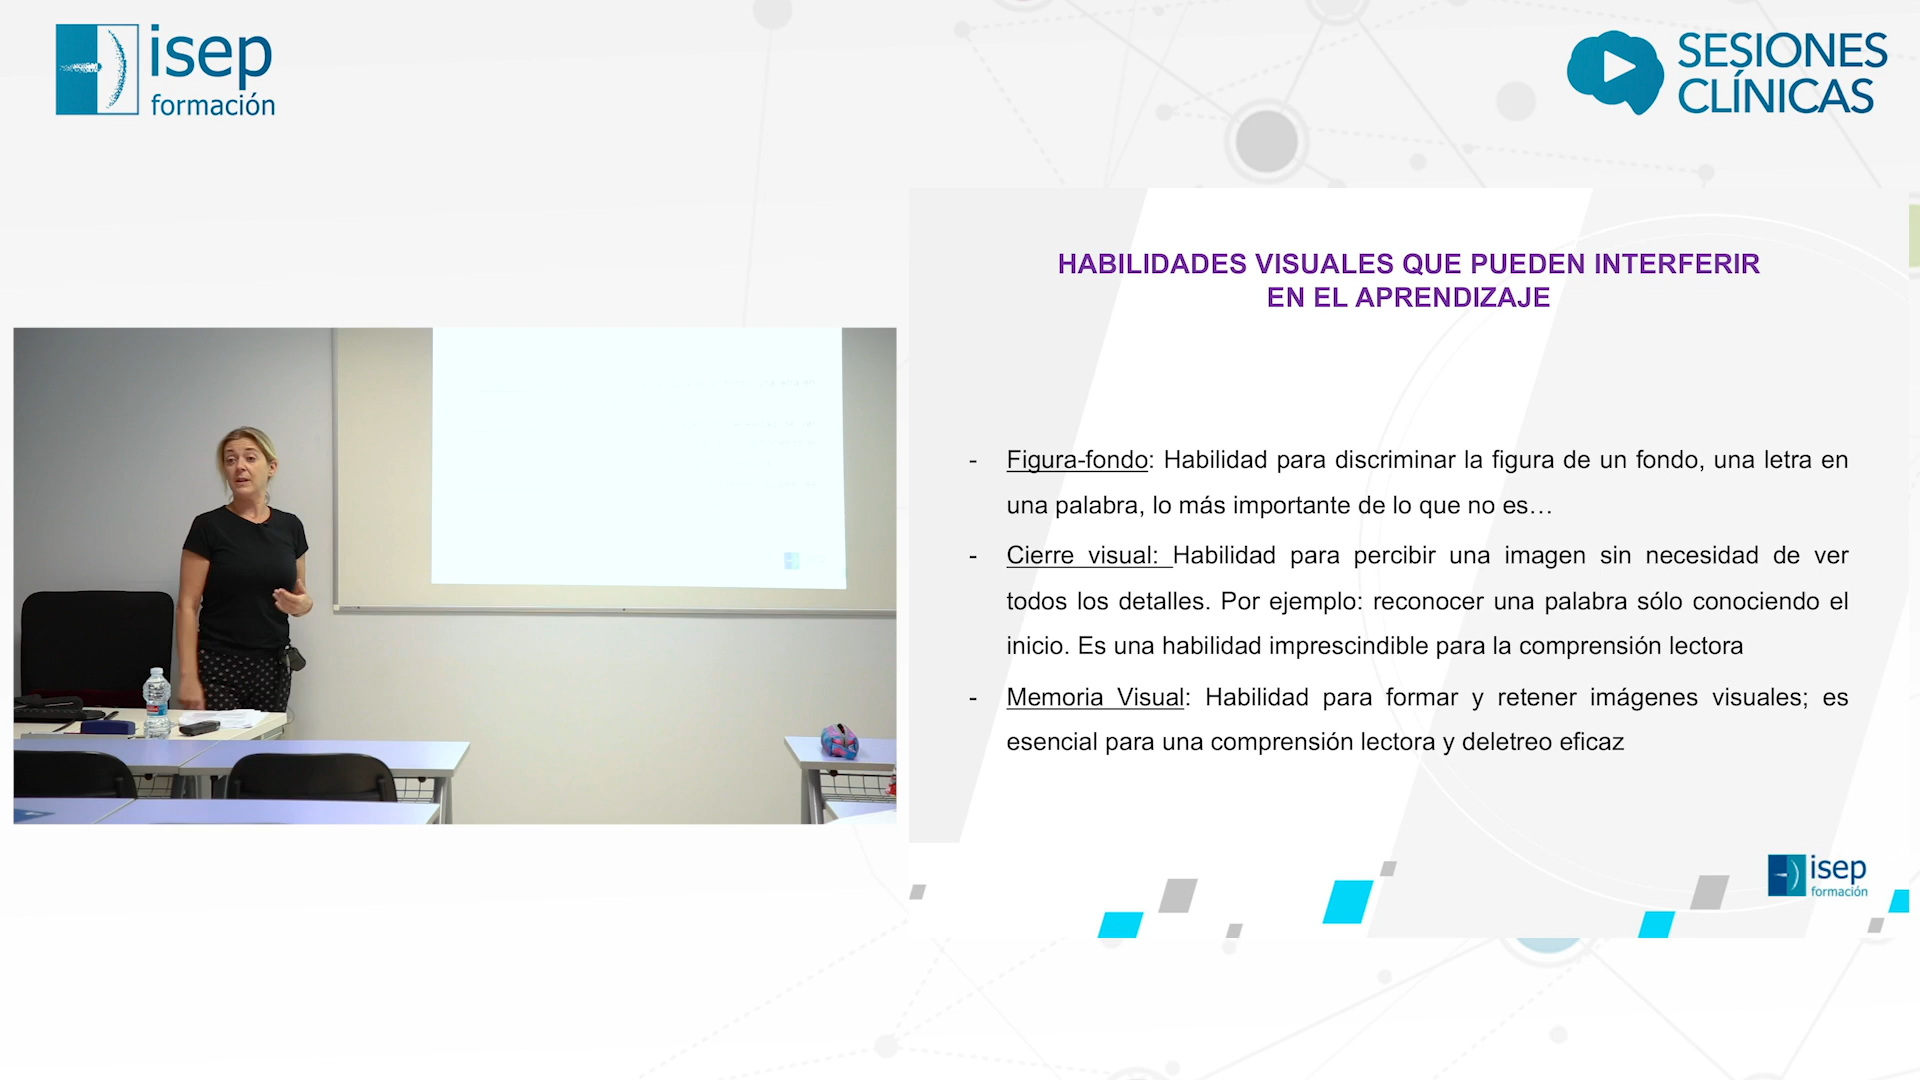 isep
formación
SESIONES
CLÍNICAS
HABILIDADES VISUALES QUE PUEDEN INTERFERIR
EN EL APRENDIZAJE
- Figura-fondo: Habilidad para discriminar la figura de un fondo, una letra en
una palabra, lo más importante de lo que no es…
- Cierre visual: Habilidad para percibir una imagen sin necesidad de ver
todos los detalles. Por ejemplo: reconocer una palabra sólo conociendo el
inicio. Es una habilidad imprescindible para la comprensión lectora
- Memoria Visual: Habilidad para formar y retener imágenes visuales; es
esencial para una comprensión lectora y deletreo eficaz
isep
formación